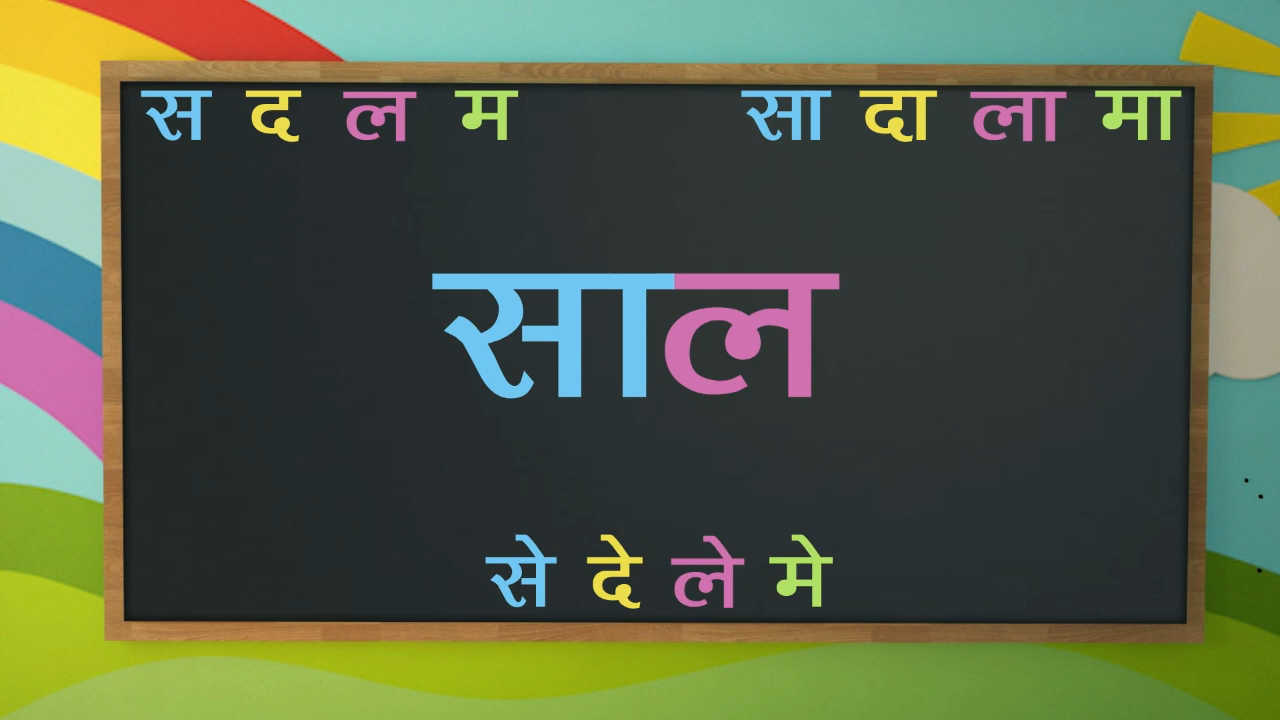 स द ल म सा दा ला मा
साल
से दे ले मे